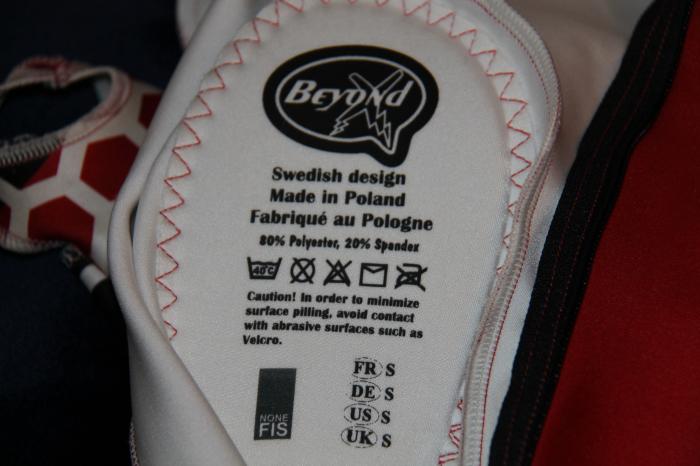 BeyonD
Swedish design
Made in Poland
Fabriqué au Pologne
80% Polyester, 20% Spandex
40°C
Caution! In order to minimize
surface pilling, avoid contact
with abrasive surfaces such as
Velcro.
FR S
DE S
US S
UK S
NONE
FIS